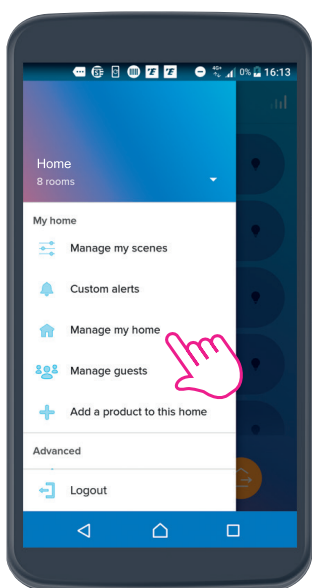 0% 16:13
Home
8 rooms
My home
Manage my scenes
Custom alerts
Manage my home
Manage guests
Add a product to this home
Advanced
Logout